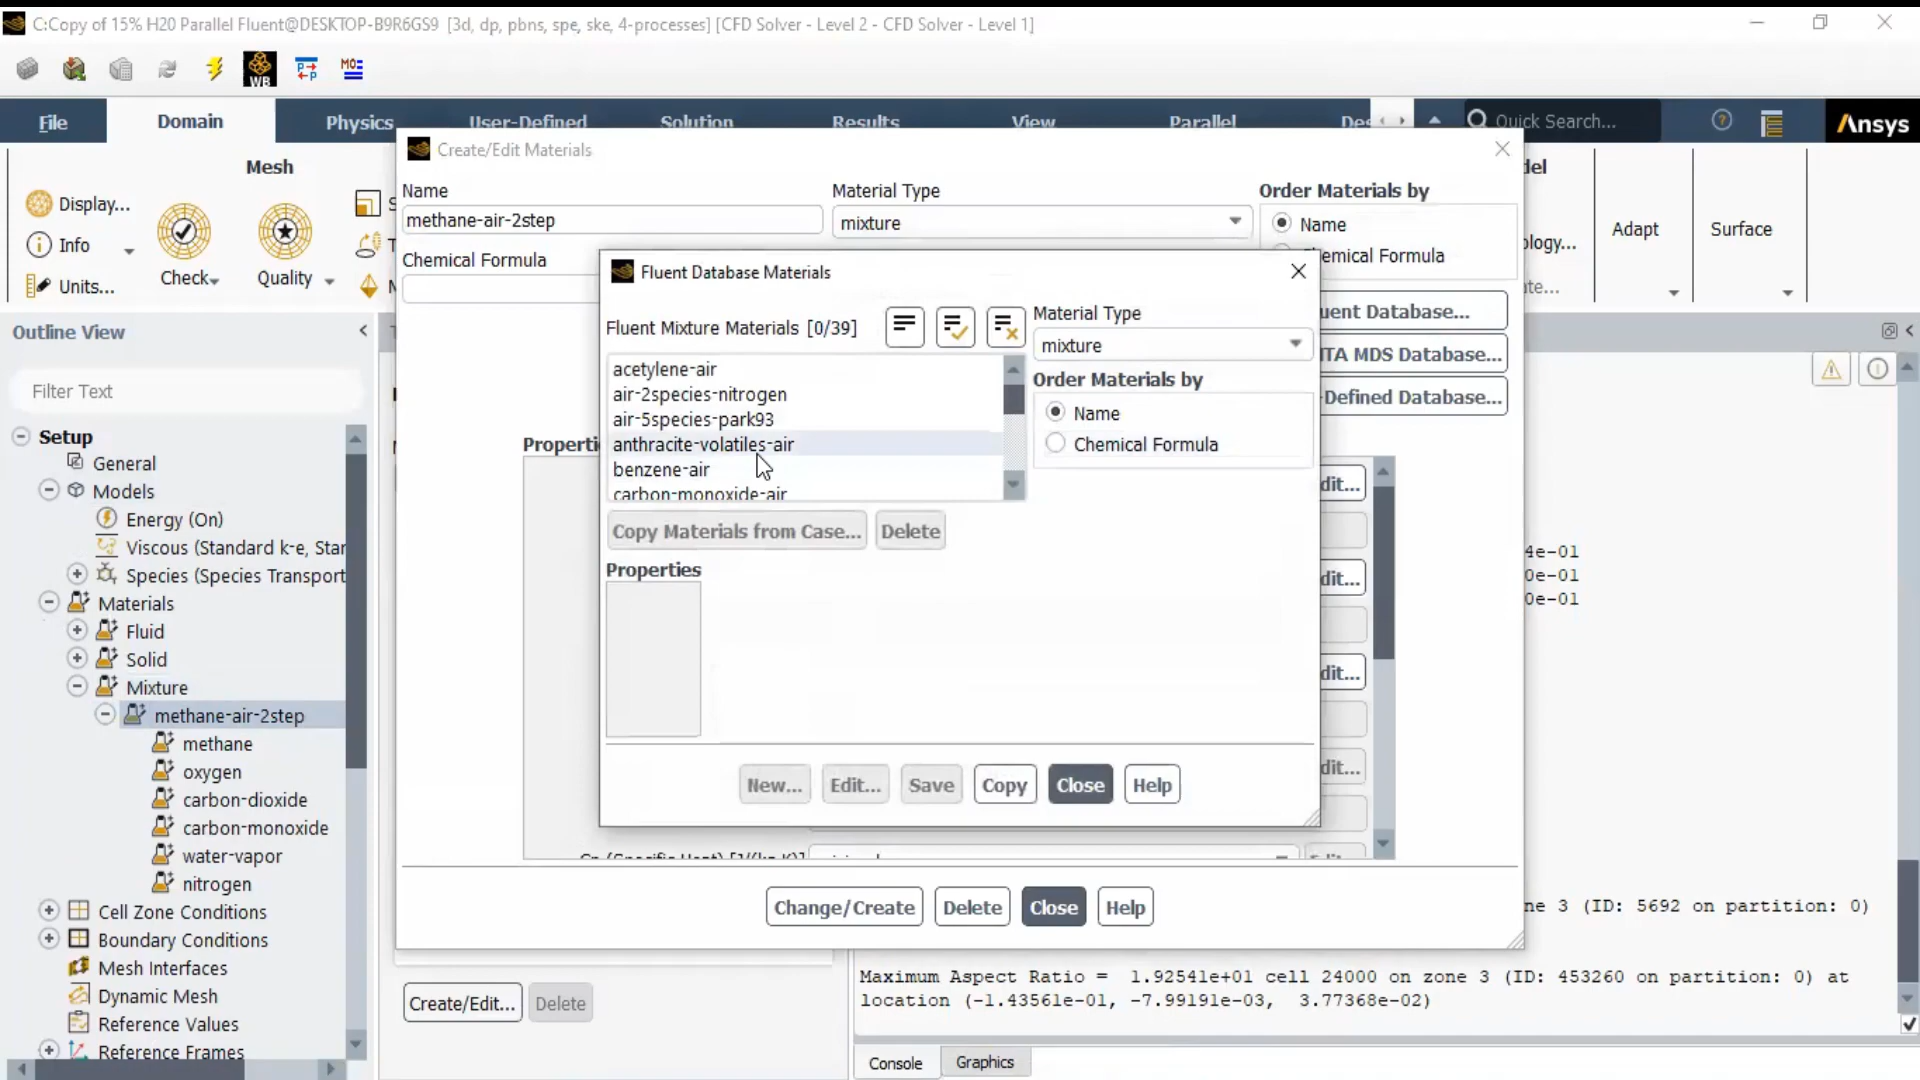 C:Copy of 15% H20 Parallel Fluent@DESKTOP-B9R6GS9 [3d, dp, pbns, spe, ske, 4-processes] [CFD Solver - Level 2 - CFD Solver - Level 1]
WB
File
Domain
Physics
User-Defined
Solution
Results
View
Parallel
Des
Quick Search...
Ansys
Mesh
Display...
Info
Units...
Check
Quality
Adapt
Surface
Create/Edit Materials
Name
methane-air-2step
Material Type
mixture
Order Materials by
Name
Chemical Formula
Chemical Formula
Fluent Database...
Properti
Fluent Database Materials
Fluent Mixture Materials [0/39]
acetylene-air
air-2species-nitrogen
air-5species-park93
anthracite-volatiles-air
benzene-air
carbon-monoxide-air
Material Type
mixture
Order Materials by
Name
Chemical Formula
TA MDS Database...
-Defined Database...
Copy Materials from Case...
Delete
Properties
dit...
dit...
dit...
dit...
New...
Edit...
Save
Copy
Close
Help
Change/Create
Delete
Close
Help
Create/Edit...
Delete
Outline View
Filter Text
Setup
General
Models
Energy (On)
Viscous (Standard k-e, Star
Species (Species Transport
Materials
Fluid
Solid
Mixture
methane-air-2step
methane
oxygen
carbon-dioxide
carbon-monoxide
water-vapor
nitrogen
Cell Zone Conditions
Boundary Conditions
Mesh Interfaces
Dynamic Mesh
Reference Values
Reference Frames
4e-01
0e-01
0e-01
ne 3 (ID: 5692 on partition: 0)
Maximum Aspect Ratio = 1.92541e+01 cell 24000 on zone 3 (ID: 453260 on partition: 0) at
location (-1.43561e-01, -7.99191e-03, 3.77368e-02)
Console
Graphics